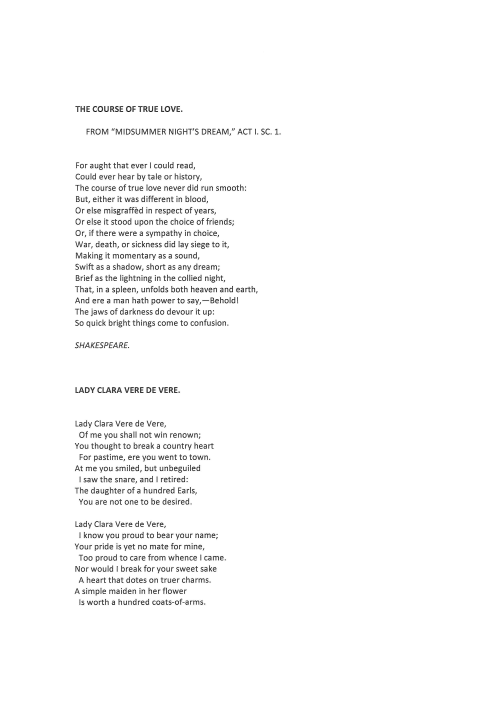 THE COURSE OF TRUE LOVE.
FROM “MIDSUMMER NIGHT’S DREAM,” ACT I. SC. 1.
For aught that ever I could read,
Could ever hear by tale or history,
The course of true love never did run smooth:
But, either it was different in blood,
Or else misgraffèd in respect of years,
Or else it stood upon the choice of friends;
Or, if there were a sympathy in choice,
War, death, or sickness did lay siege to it,
Making it momentary as a sound,
Swift as a shadow, short as any dream;
Brief as the lightning in the collied night,
That, in a spleen, unfolds both heaven and earth,
And ere a man hath power to say,—Behold!
The jaws of darkness do devour it up:
So quick bright things come to confusion.
SHAKESPEARE.
LADY CLARA VERE DE VERE.
Lady Clara Vere de Vere,
Of me you shall not win renown;
You thought to break a country heart
For pastime, ere you went to town.
At me you smiled, but unbeguiled
I saw the snare, and I retired:
The daughter of a hundred Earls,
You are not one to be desired.
Lady Clara Vere de Vere,
I know you proud to bear your name;
Your pride is yet no mate for mine,
Too proud to care from whence I came.
Nor would I break for your sweet sake
A heart that dotes on truer charms.
A simple maiden in her flower
Is worth a hundred coats-of-arms.